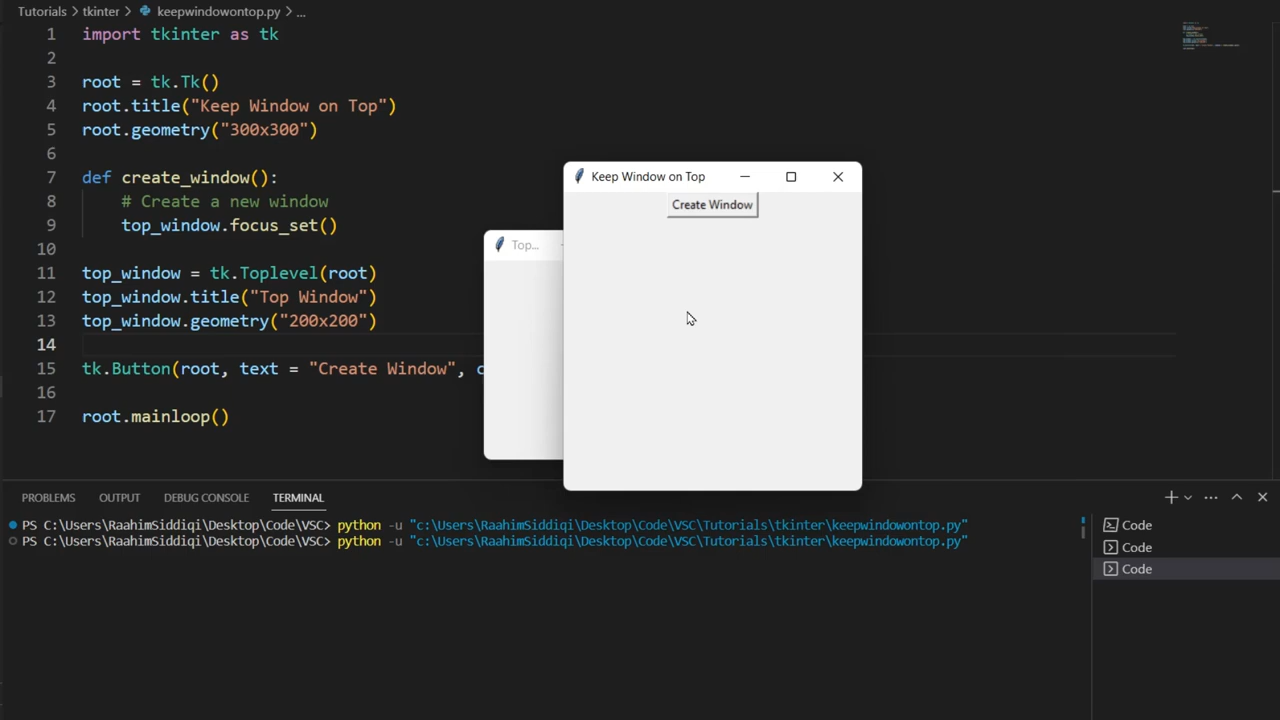 Tutorials > tkinter > keepwindowontop.py > ...
1 import tkinter as tk
2
3 root = tk.Tk()
4 root.title("Keep Window on Top")
5 root.geometry("300x300")
6
7 def create_window():
8 # Create a new window
9 top_window.focus_set()
10
11 top_window = tk.Toplevel(root)
12 top_window.title("Top Window")
13 top_window.geometry("200x200")
14
15 tk.Button(root, text = "Create Window", c
16
17 root.mainloop()
Keep Window on Top
Create Window
Top...
PROBLEMS OUTPUT DEBUG CONSOLE TERMINAL
PS C:\Users\RaahimSiddiqi\Desktop\Code\VSC> python -u "c:\Users\RaahimSiddiqi\Desktop\Code\VSC\Tutorials\tkinter\keepwindowontop.py"
PS C:\Users\RaahimSiddiqi\Desktop\Code\VSC> python -u "c:\Users\RaahimSiddiqi\Desktop\Code\VSC\Tutorials\tkinter\keepwindowontop.py"
Code
Code
Code